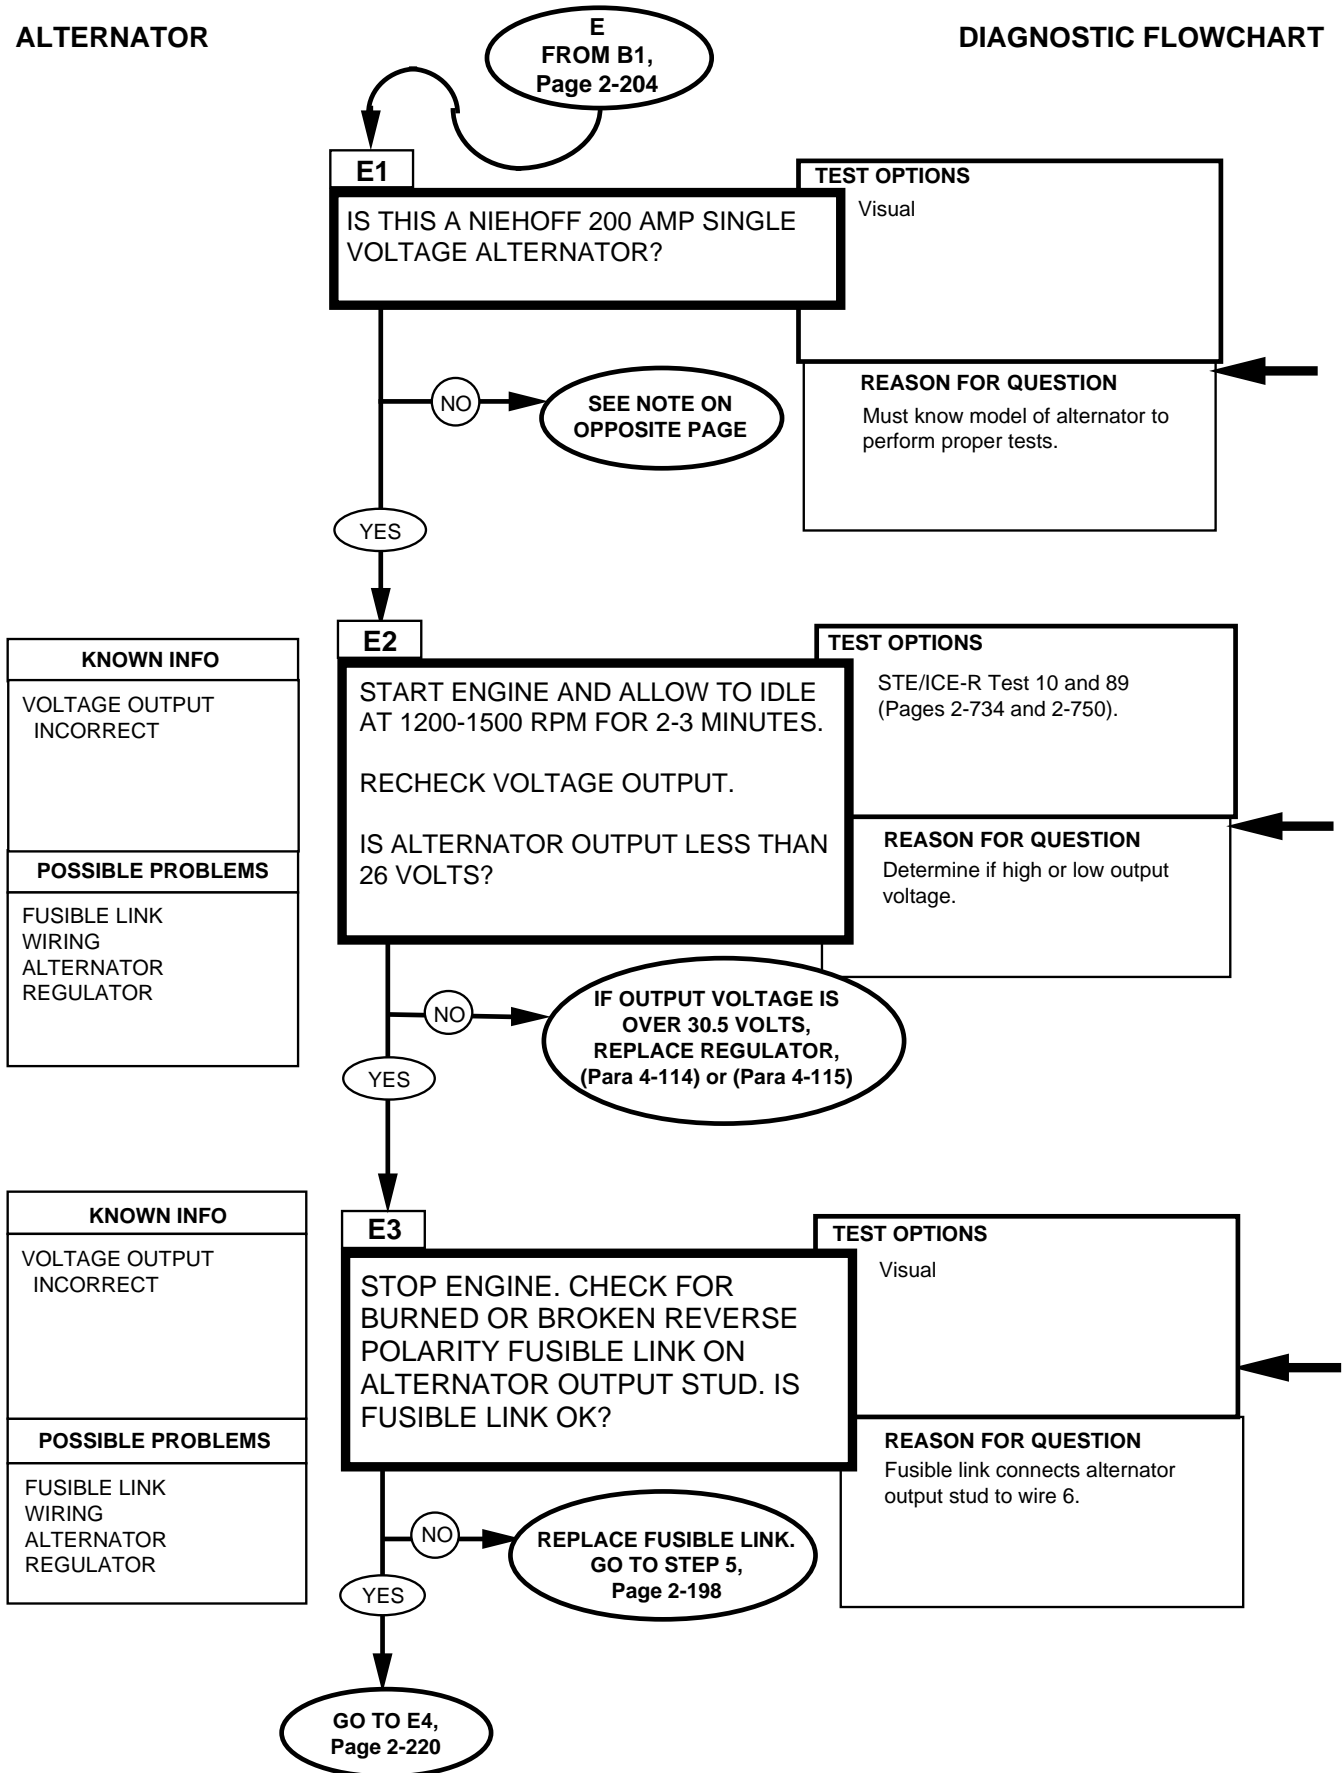 ALTERNATOR
DIAGNOSTIC FLOWCHART
E
FROM B1,
Page 2-204
E1
IS THIS A NIEHOFF 200 AMP SINGLE
VOLTAGE ALTERNATOR?
TEST OPTIONS
Visual
REASON FOR QUESTION
Must know model of alternator to
perform proper tests.
NO
SEE NOTE ON
OPPOSITE PAGE
YES
KNOWN INFO
VOLTAGE OUTPUT
INCORRECT
POSSIBLE PROBLEMS
FUSIBLE LINK
WIRING
ALTERNATOR
REGULATOR
E2
START ENGINE AND ALLOW TO IDLE
AT 1200-1500 RPM FOR 2-3 MINUTES.
RECHECK VOLTAGE OUTPUT.
IS ALTERNATOR OUTPUT LESS THAN
26 VOLTS?
TEST OPTIONS
STE/ICE-R Test 10 and 89
(Pages 2-734 and 2-750).
REASON FOR QUESTION
Determine if high or low output
voltage.
NO
IF OUTPUT VOLTAGE IS
OVER 30.5 VOLTS,
REPLACE REGULATOR,
(Para 4-114) or (Para 4-115)
YES
KNOWN INFO
VOLTAGE OUTPUT
INCORRECT
POSSIBLE PROBLEMS
FUSIBLE LINK
WIRING
ALTERNATOR
REGULATOR
E3
STOP ENGINE. CHECK FOR
BURNED OR BROKEN REVERSE
POLARITY FUSIBLE LINK ON
ALTERNATOR OUTPUT STUD. IS
FUSIBLE LINK OK?
TEST OPTIONS
Visual
REASON FOR QUESTION
Fusible link connects alternator
output stud to wire 6.
NO
REPLACE FUSIBLE LINK.
GO TO STEP 5,
Page 2-198
YES
GO TO E4,
Page 2-220